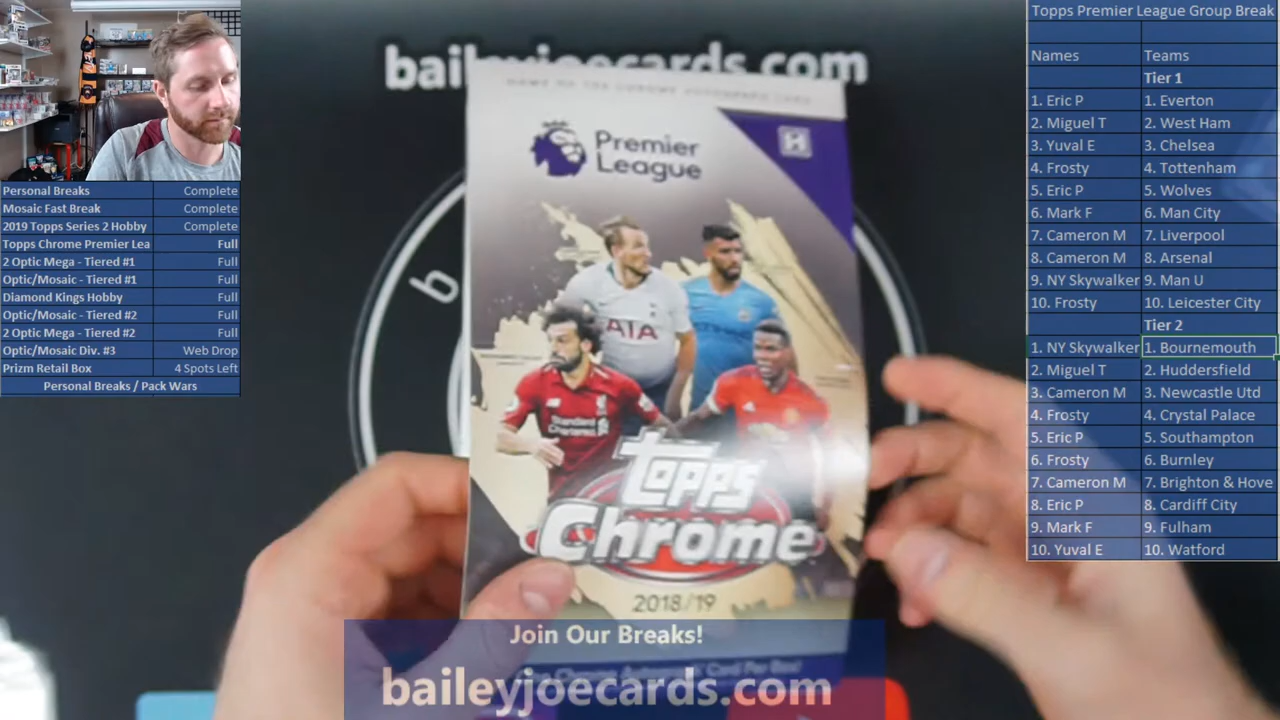 baileyjoecards.com
Premier
League
AIA
Standard
Chartered
Topps
Chrome
2018/19
Join Our Breaks!
baileyjoecards.com
Personal Breaks Complete
Mosaic Fast Break Complete
2019 Topps Series 2 Hobby Complete
Topps Chrome Premier Lea Full
2 Optic Mega - Tiered #1 Full
Optic/Mosaic - Tiered #1 Full
Diamond Kings Hobby Full
Optic/Mosaic - Tiered #2 Full
2 Optic Mega - Tiered #2 Full
Optic/Mosaic Div. #3 Web Drop
Prizm Retail Box 4 Spots Left
Personal Breaks / Pack Wars
Topps Premier League Group Break
Names Teams
Tier 1
1. Eric P 1. Everton
2. Miguel T 2. West Ham
3. Yuval E 3. Chelsea
4. Frosty 4. Tottenham
5. Eric P 5. Wolves
6. Mark F 6. Man City
7. Cameron M 7. Liverpool
8. Cameron M 8. Arsenal
9. NY Skywalker 9. Man U
10. Frosty 10. Leicester City
Tier 2
1. NY Skywalker 1. Bournemouth
2. Miguel T 2. Huddersfield
3. Cameron M 3. Newcastle Utd
4. Frosty 4. Crystal Palace
5. Eric P 5. Southampton
6. Frosty 6. Burnley
7. Cameron M 7. Brighton & Hove
8. Eric P 8. Cardiff City
9. Mark F 9. Fulham
10. Yuval E 10. Watford